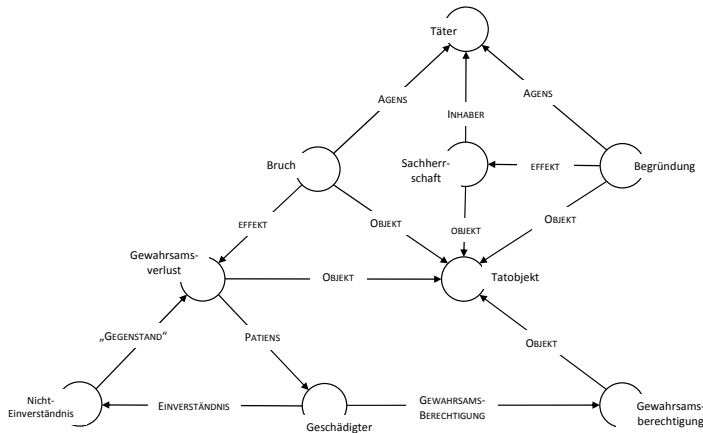 Täter
AGENS
AGENS
INHABER
Bruch
Sachherr-
schaft
EFFEKT
Begründung
EFFEKT
OBJEKT
OBJEKT
OBJEKT
Gewahrsams-
verlust
OBJEKT
Tatobjekt
„GEGENSTAND“
PATIENS
OBJEKT
Nicht-
Einverständnis
EINVERSTÄNDNIS
Geschädigter
GEWAHRSAMS-
BERECHTIGUNG
Gewahrsams-
berechtigung